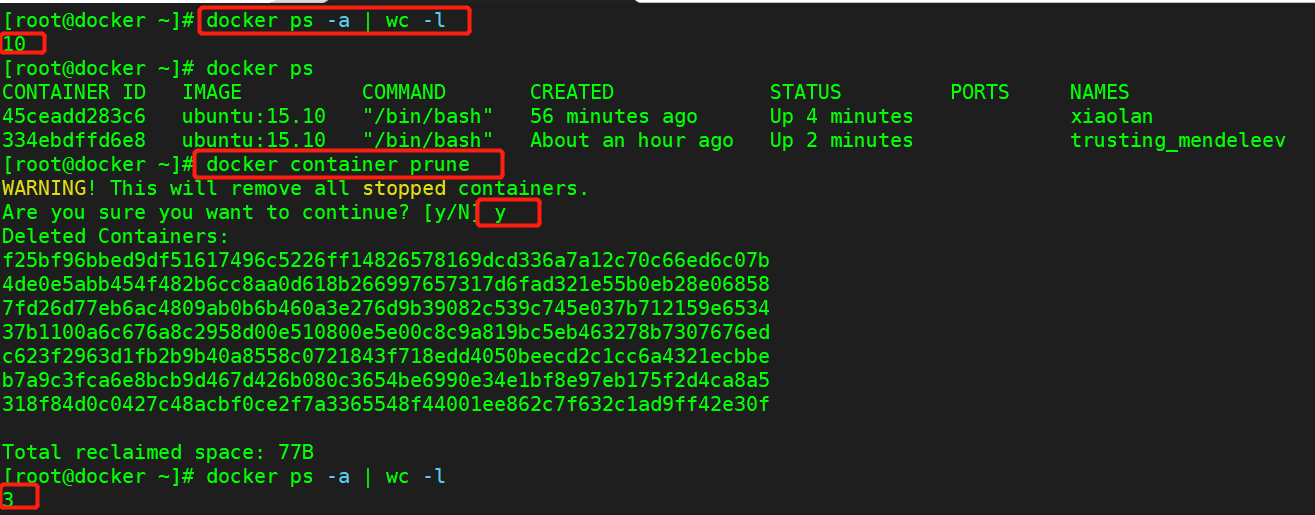 [root@docker ~]# docker ps -a | wc -l
10
[root@docker ~]# docker ps
CONTAINER ID   IMAGE          COMMAND       CREATED             STATUS         PORTS     NAMES
45ceadd283c6   ubuntu:15.10   "/bin/bash"   56 minutes ago      Up 4 minutes             xiaolan
334ebdffd6e8   ubuntu:15.10   "/bin/bash"   About an hour ago   Up 2 minutes             trusting_mendeleev
[root@docker ~]# docker container prune
WARNING! This will remove all stopped containers.
Are you sure you want to continue? [y/N] y
Deleted Containers:
f25bf96bbed9df51617496c5226ff14826578169dcd336a7a12c70c66ed6c07b
4de0e5abb454f482b6cc8aa0d618b266997657317d6fad321e55b0eb28e06858
7fd26d77eb6ac4809ab0b6b460a3e276d9b39082c539c745e037b712159e6534
37b1100a6c676a8c2958d00e510800e5e00c8c9a819bc5eb463278b7307676ed
c623f2963d1fb2b9b40a8558c0721843f718edd4050beecd2c1cc6a4321ecbbe
b7a9c3fca6e8bcb9d467d426b080c3654be6990e34e1bf8e97eb175f2d4ca8a5
318f84d0c0427c48acbf0ce2f7a3365548f44001ee862c7f632c1ad9ff42e30f

Total reclaimed space: 77B
[root@docker ~]# docker ps -a | wc -l
3